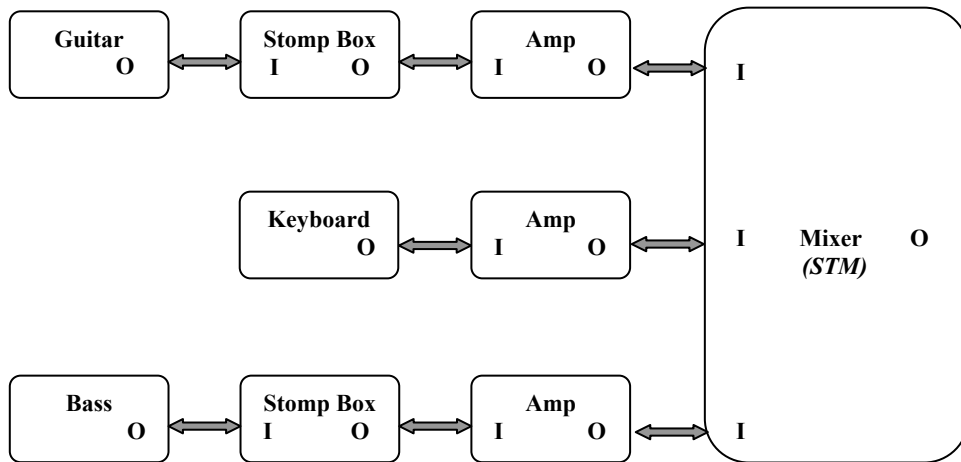 Guitar
O
Stomp Box
I O
Amp
I O
I
Keyboard
O
Amp
I O
I
Mixer O
(STM)
Bass
O
Stomp Box
I O
Amp
I O
I